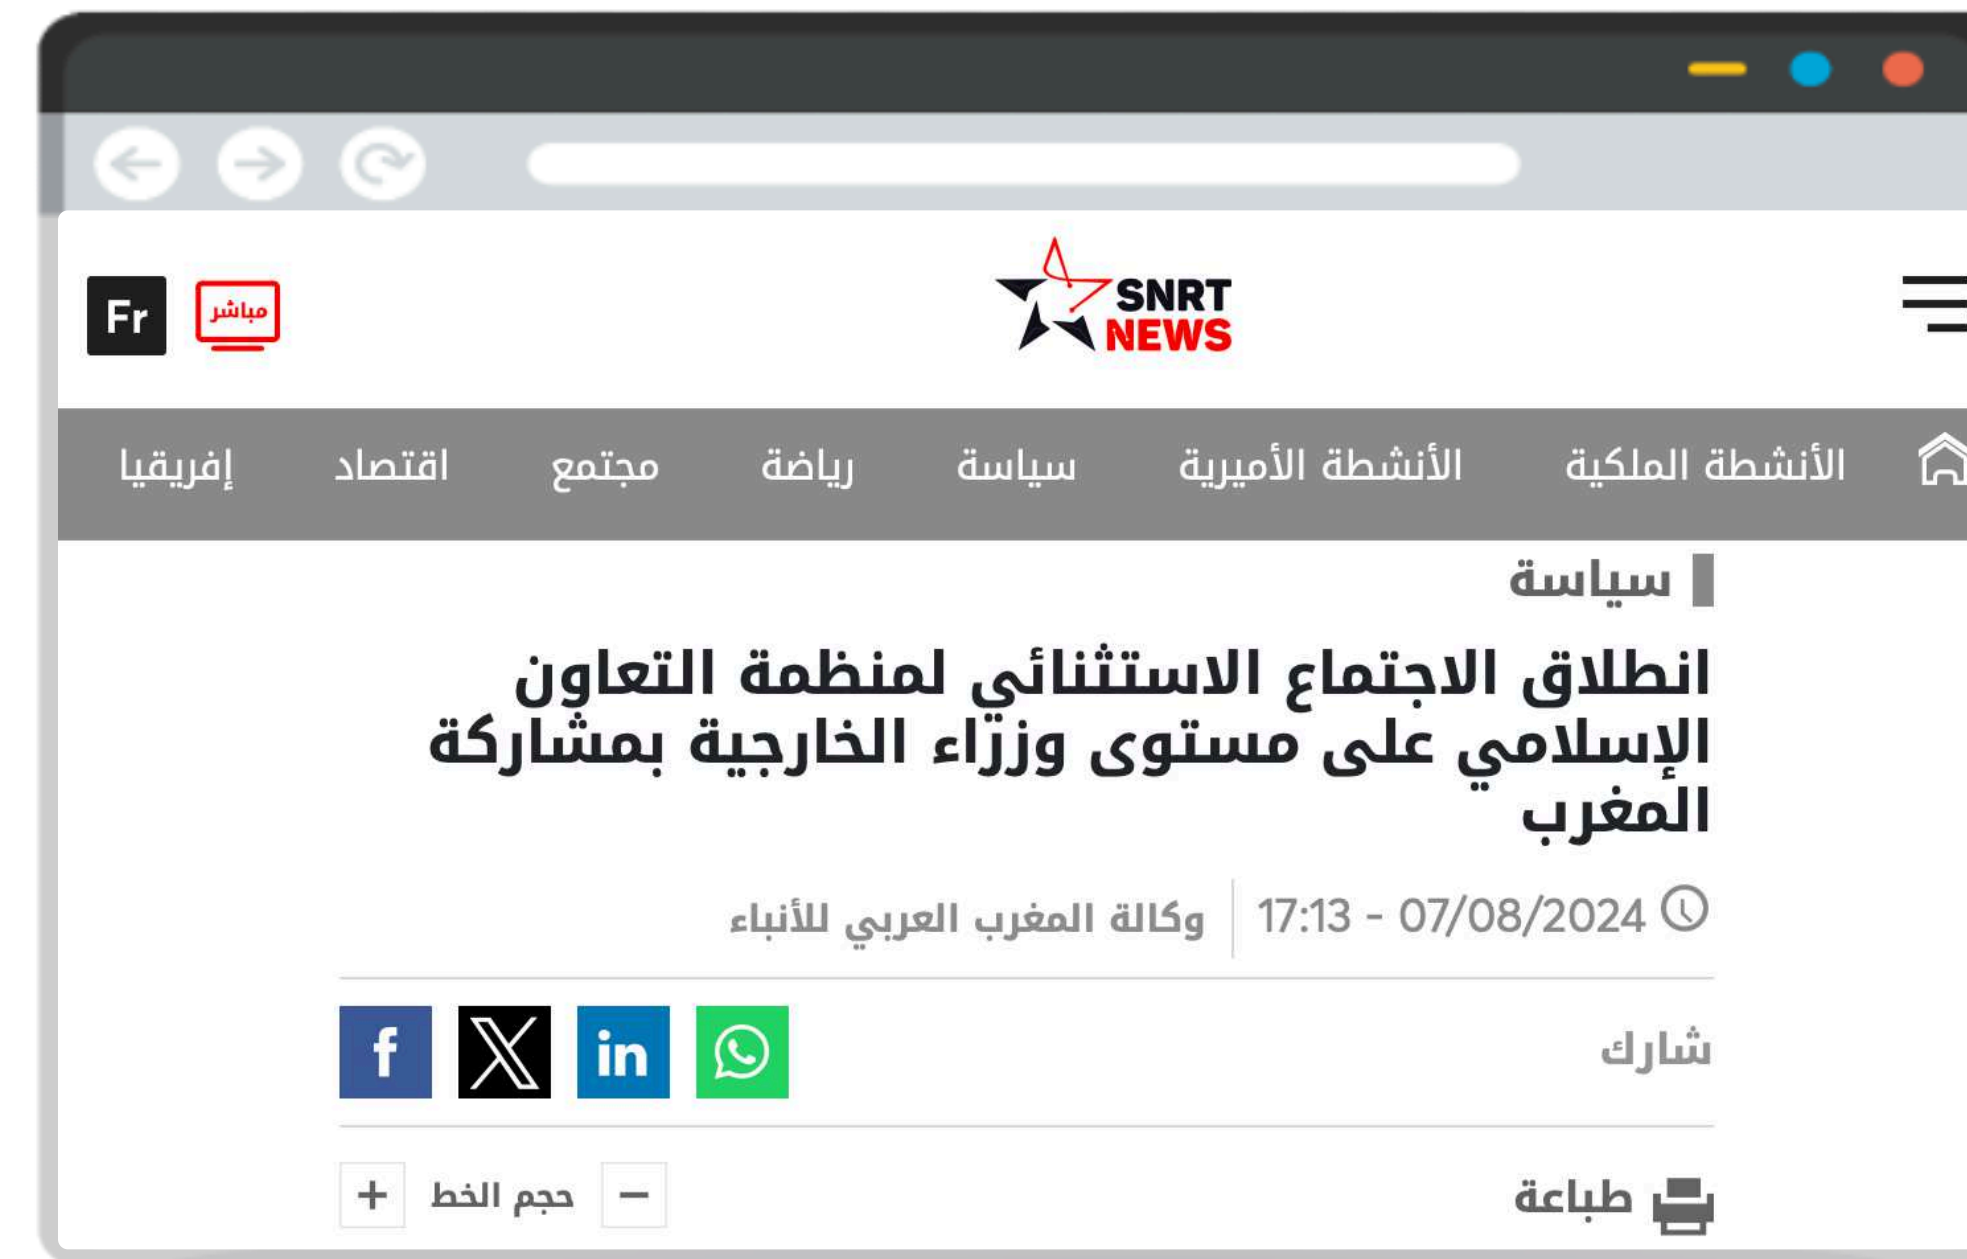 SNRT
NEWS
مباشر
Fr
الأنشطة الملكية
الأنشطة الأميرية
سياسة
رياضة
مجتمع
اقتصاد
إفريقيا
سياسة
انطلاق الاجتماع الاستثنائي لمنظمة التعاون
الإسلامي على مستوى وزراء الخارجية بمشاركة
المغرب
07/08/2024 - 17:13
وكالة المغرب العربي للأنباء
شارك
طباعة
− حجم الخط +